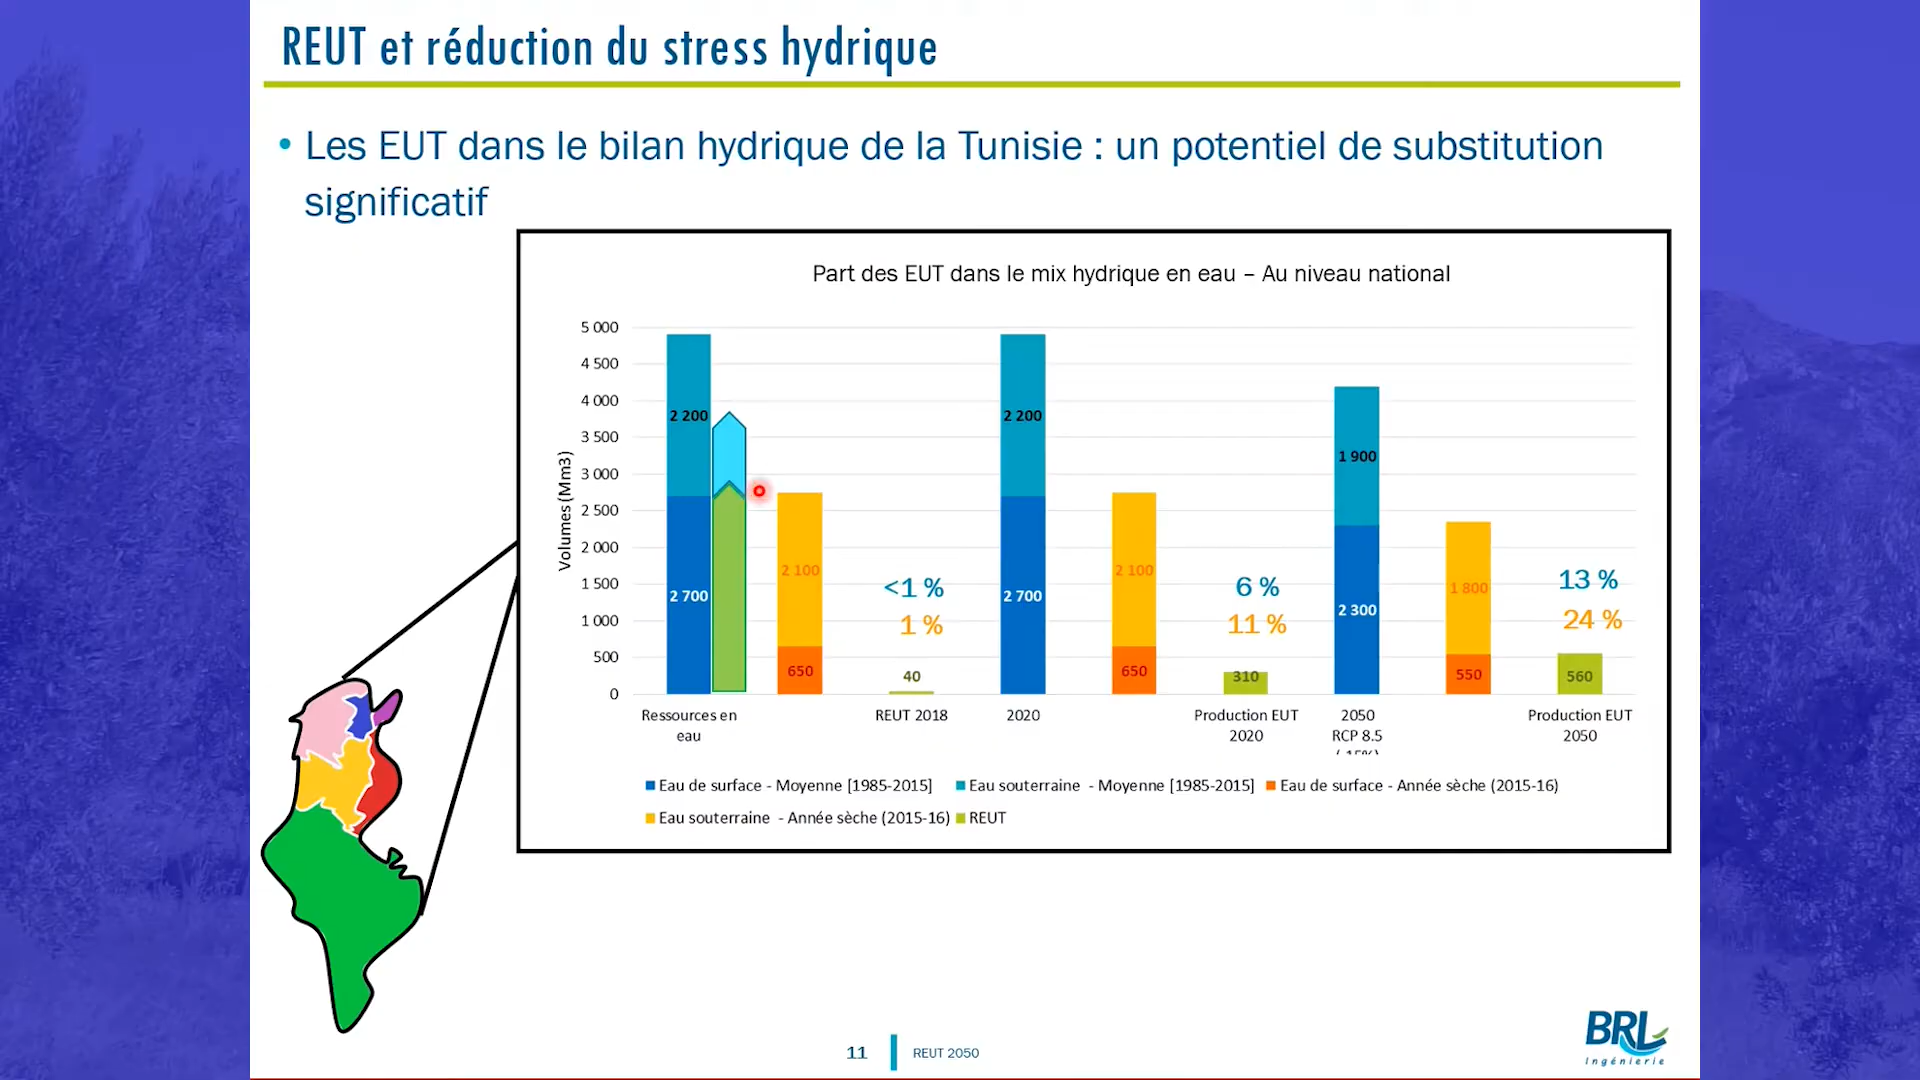 REUT et réduction du stress hydrique
• Les EUT dans le bilan hydrique de la Tunisie : un potentiel de substitution
significatif
Part des EUT dans le mix hydrique en eau – Au niveau national
Volumes (Mm3)
5 000
4 500
4 000
3 500
3 000
2 500
2 000
1 500
1 000
500
0
2 200
2 700
2 100
650
<1 %
1 %
40
2 200
2 700
2 100
650
6 %
11 %
310
1 900
2 300
1 800
550
13 %
24 %
560
Ressources en
eau
REUT 2018
2020
Production EUT
2020
2050
RCP 8.5
Production EUT
2050
Eau de surface - Moyenne [1985-2015]
Eau souterraine - Moyenne [1985-2015]
Eau de surface - Année sèche (2015-16)
Eau souterraine - Année sèche (2015-16)
REUT
11
REUT 2050
BRL
Ingénierie